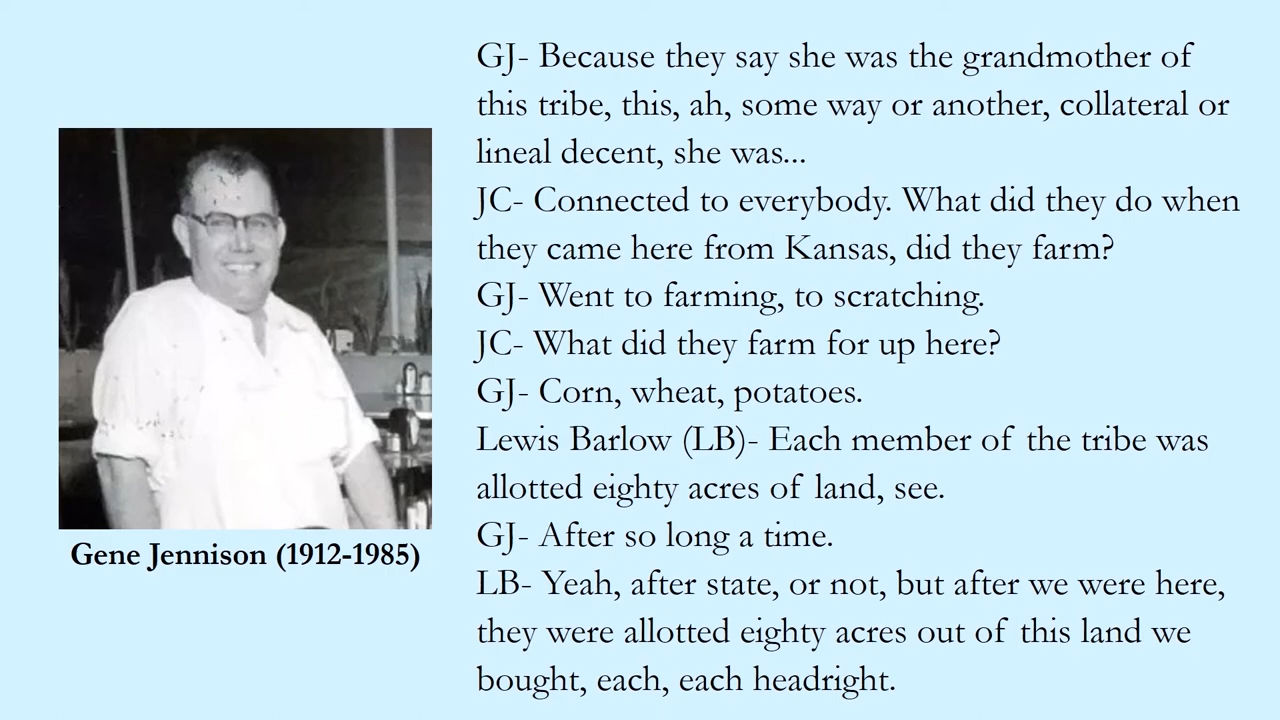 GJ- Because they say she was the grandmother of
this tribe, this, ah, some way or another, collateral or
lineal decent, she was...
JC- Connected to everybody. What did they do when
they came here from Kansas, did they farm?
GJ- Went to farming, to scratching.
JC- What did they farm for up here?
GJ- Corn, wheat, potatoes.
Lewis Barlow (LB)- Each member of the tribe was
allotted eighty acres of land, see.
GJ- After so long a time.
LB- Yeah, after state, or not, but after we were here,
they were allotted eighty acres out of this land we
bought, each, each headright.
Gene Jennison (1912-1985)